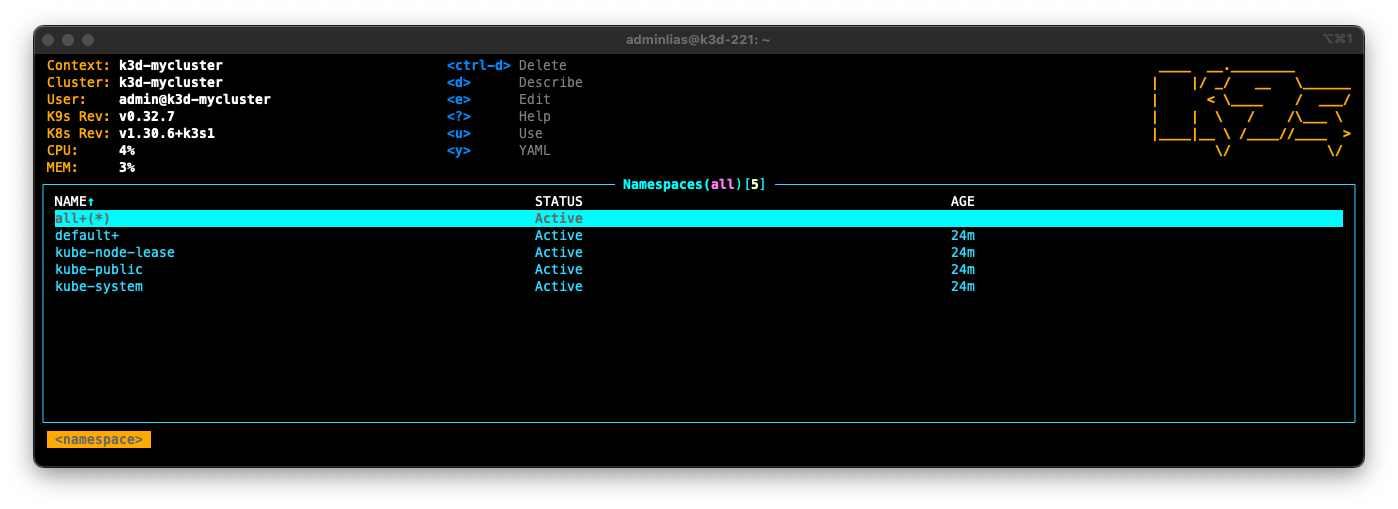 adminlias@k3d-221: ~ ⌥⌘1
Context: k3d-mycluster <ctrl-d> Delete
Cluster: k3d-mycluster <d> Describe
User: admin@k3d-mycluster <e> Edit
K9s Rev: v0.32.7 <?> Help
K8s Rev: v1.30.6+k3s1 <u> Use
CPU: 4% <y> YAML
MEM: 3%
K9s
Namespaces(all)[5]
NAME↑ STATUS AGE
all+(*) Active
default+ Active 24m
kube-node-lease Active 24m
kube-public Active 24m
kube-system Active 24m
<namespace>